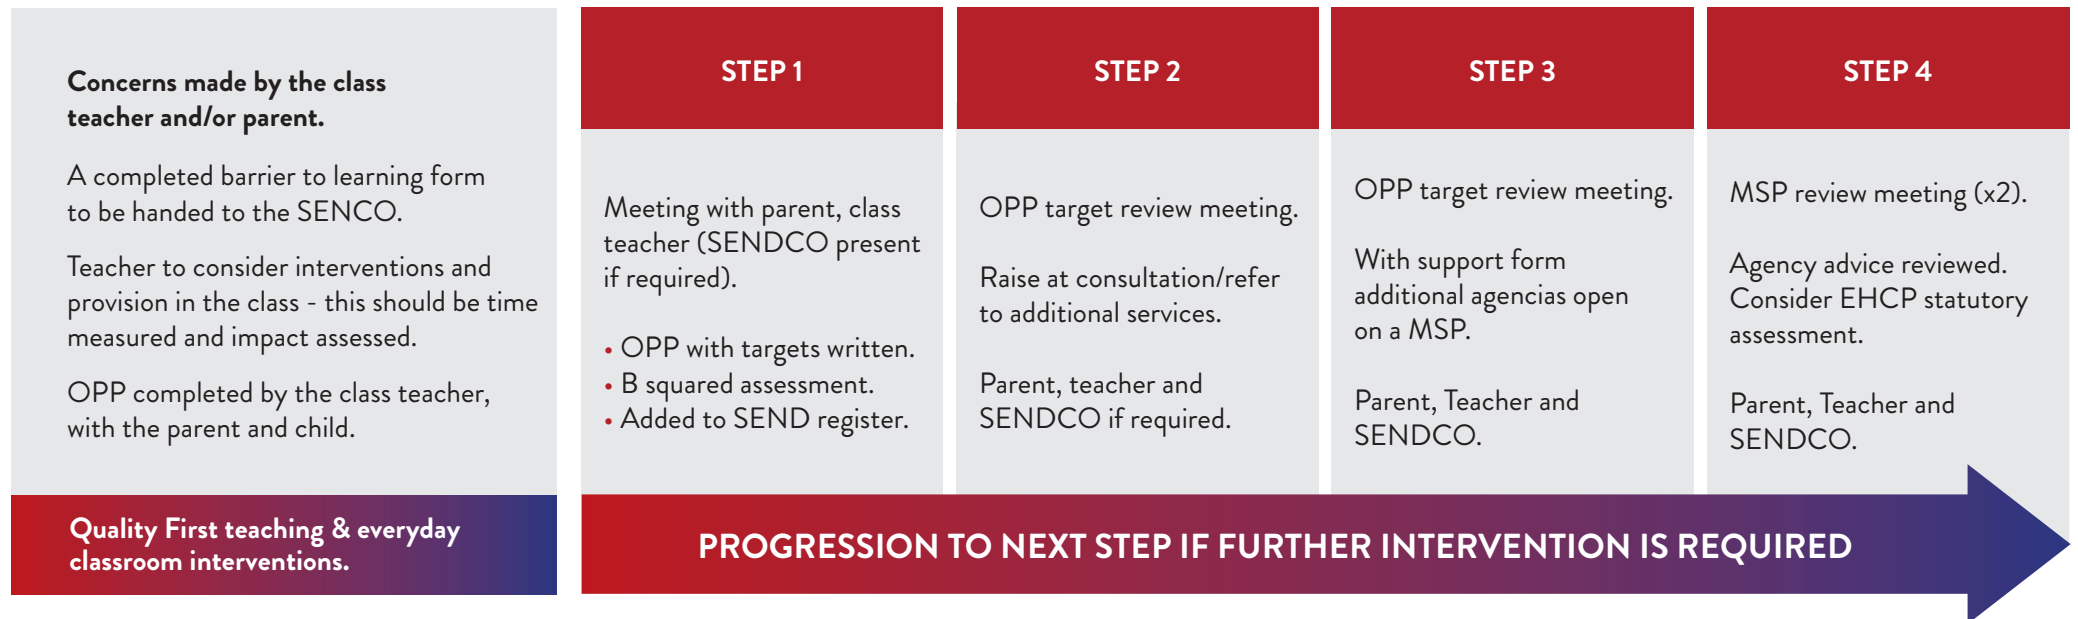 Concerns made by the class
teacher and/or parent.
A completed barrier to learning form
to be handed to the SENCO.
Teacher to consider interventions and
provision in the class - this should be time
measured and impact assessed.
OPP completed by the class teacher,
with the parent and child.
Quality First teaching & everyday
classroom interventions.
STEP 1
Meeting with parent, class
teacher (SENDCO present
if required).
• OPP with targets written.
• B squared assessment.
• Added to SEND register.
STEP 2
OPP target review meeting.
Raise at consultation/refer
to additional services.
Parent, teacher and
SENDCO if required.
STEP 3
OPP target review meeting.
With support form
additional agencias open
on a MSP.
Parent, Teacher and
SENDCO.
STEP 4
MSP review meeting (x2).
Agency advice reviewed.
Consider EHCP statutory
assessment.
Parent, Teacher and
SENDCO.
PROGRESSION TO NEXT STEP IF FURTHER INTERVENTION IS REQUIRED